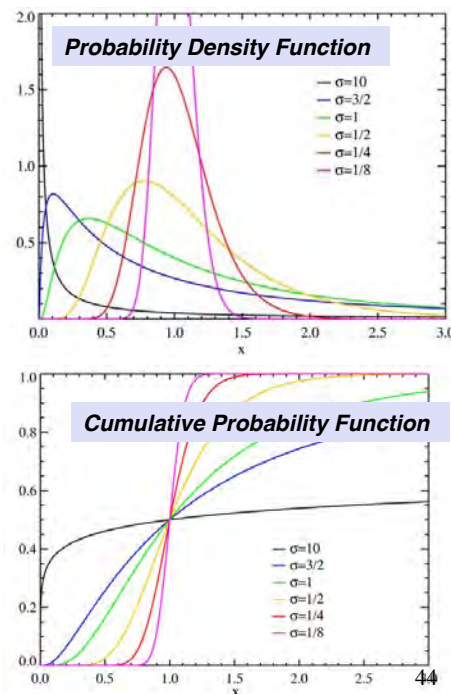 2.0
Probability Density Function
1.5
σ=10
σ=3/2
σ=1
σ=1/2
σ=1/4
σ=1/8
1.0
0.5
0.0 0.5 1.0 1.5 2.0 2.5 3.0
x
1.0
Cumulative Probability Function
0.8
0.6
0.4
σ=10
σ=3/2
σ=1
σ=1/2
σ=1/4
σ=1/8
0.2
0.0
0.0 0.5 1.0 1.5 2.0 2.5
x
44